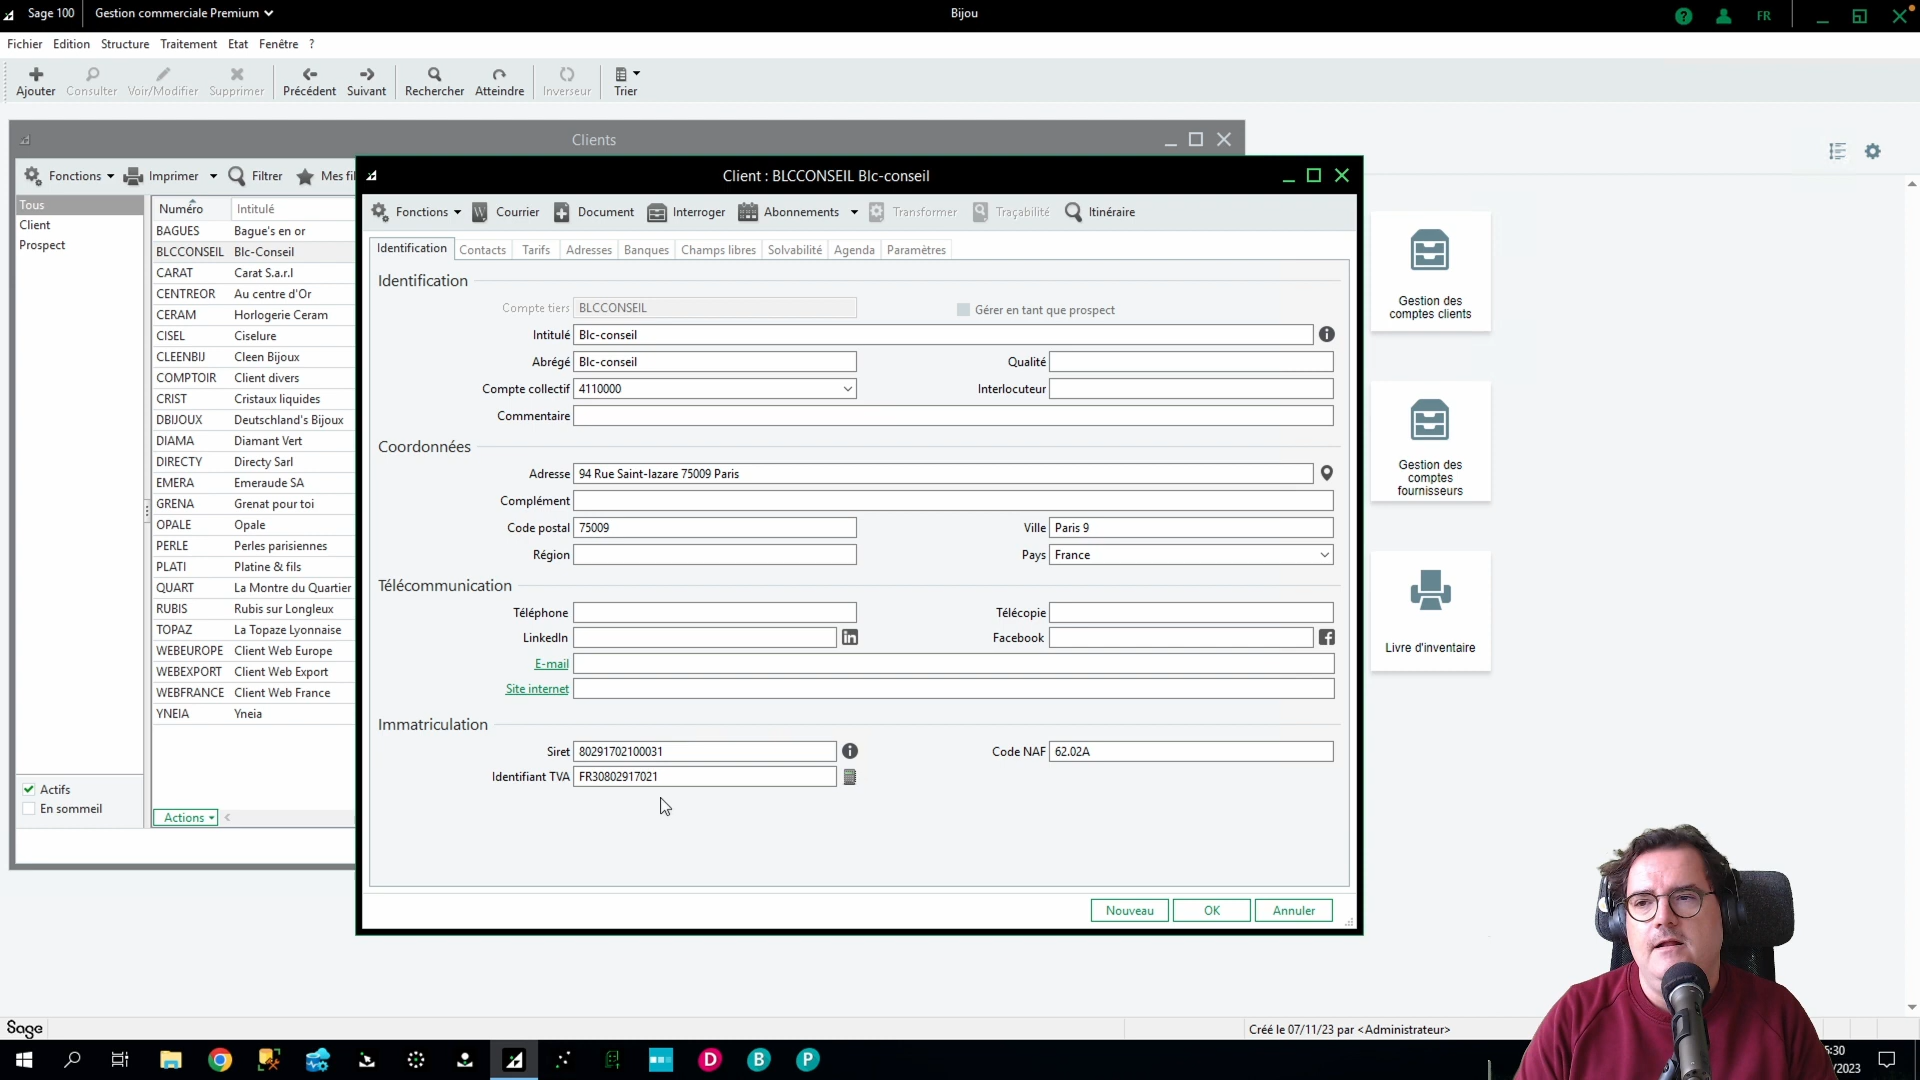 Sage 100 Gestion commerciale Premium Bijou FR
Fichier Edition Structure Traitement Etat Fenêtre ?
Ajouter Consulter Voir/Modifier Supprimer Précédent Suivant Rechercher Atteindre Inverseur Trier
Clients
Fonctions Imprimer Filtrer Mes fi
Tous
Client
Prospect
Numéro Intitulé
BAGUES Bague's en or
BLCCONSEIL Blc-Conseil
CARAT Carat S.a.r.l
CENTREOR Au centre d'Or
CERAM Horlogerie Ceram
CISEL Ciselure
CLEENBIJ Cleen Bijoux
COMPTOIR Client divers
CRIST Cristaux liquides
DBIJOUX Deutschland's Bijoux
DIAMA Diamant Vert
DIRECTY Directy Sarl
EMERA Emeraude SA
GRENA Grenat pour toi
OPALE Opale
PERLE Perles parisiennes
PLATI Platine & fils
QUART La Montre du Quartier
RUBIS Rubis sur Longleux
TOPAZ La Topaze Lyonnaise
WEBEUROPE Client Web Europe
WEBEXPORT Client Web Export
WEBFRANCE Client Web France
YNEIA Yneia
Actifs
En sommeil
Actions
Client : BLCCONSEIL Blc-conseil
Fonctions Courrier Document Interroger Abonnements Transformer Traçabilité Itinéraire
Identification Contacts Tarifs Adresses Banques Champs libres Solvabilité Agenda Paramètres
Identification
Compte tiers BLCCONSEIL Gérer en tant que prospect
Intitulé Blc-conseil
Abrégé Blc-conseil Qualité
Compte collectif 4110000 Interlocuteur
Commentaire
Coordonnées
Adresse 94 Rue Saint-lazare 75009 Paris
Complément
Code postal 75009 Ville Paris 9
Région Pays France
Télécommunication
Téléphone Télécopie
LinkedIn in Facebook f
E-mail
Site internet
Immatriculation
Siret 80291702100031 Code NAF 62.02A
Identifiant TVA FR30802917021
Nouveau OK Annuler
Gestion des
comptes clients
Gestion des
comptes
fournisseurs
Livre d'inventaire
Sage Créé le 07/11/23 par <Administrateur>
D B P
:30
/2023